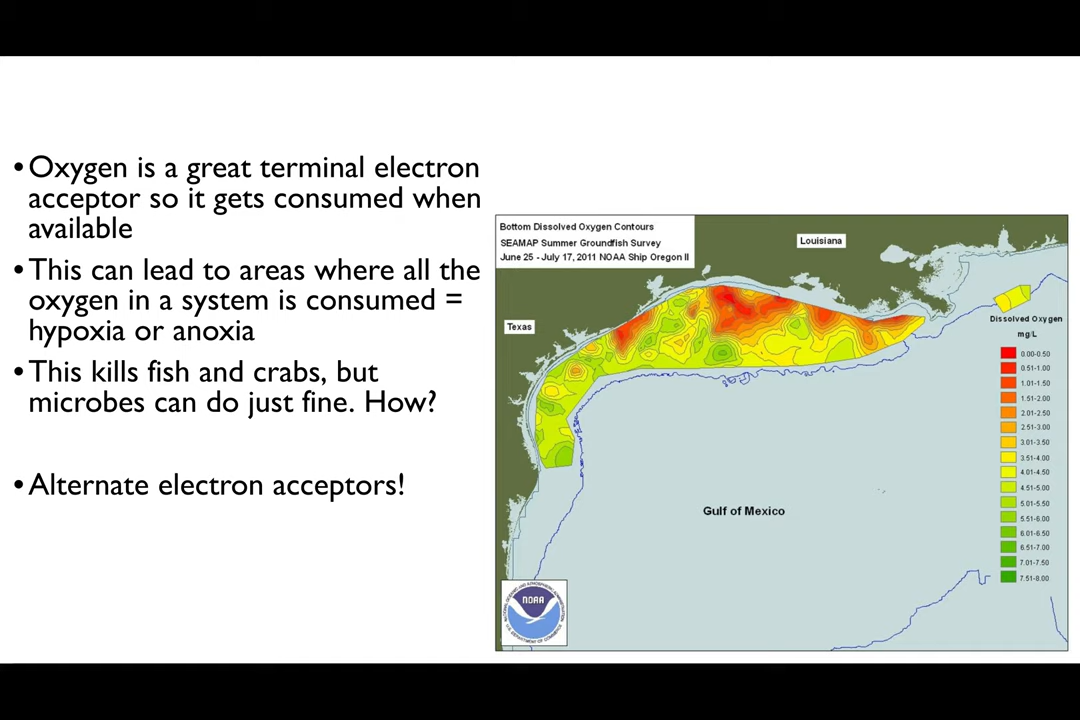 •Oxygen is a great terminal electron
acceptor so it gets consumed when
available
•This can lead to areas where all the
oxygen in a system is consumed =
hypoxia or anoxia
•This kills fish and crabs, but
microbes can do just fine. How?
•Alternate electron acceptors!
Bottom Dissolved Oxygen Contours
SEAMAP Summer Groundfish Survey
June 25 - July 17, 2011 NOAA Ship Oregon II
Louisiana
Texas
Gulf of Mexico
Dissolved Oxygen
mg/L
0.00-0.50
0.51-1.00
1.01-1.50
1.51-2.00
2.01-2.50
2.51-3.00
3.01-3.50
3.51-4.00
4.01-4.50
4.51-5.00
5.01-5.50
5.51-6.00
6.01-6.50
6.51-7.00
7.01-7.50
7.51-8.00
NOAA